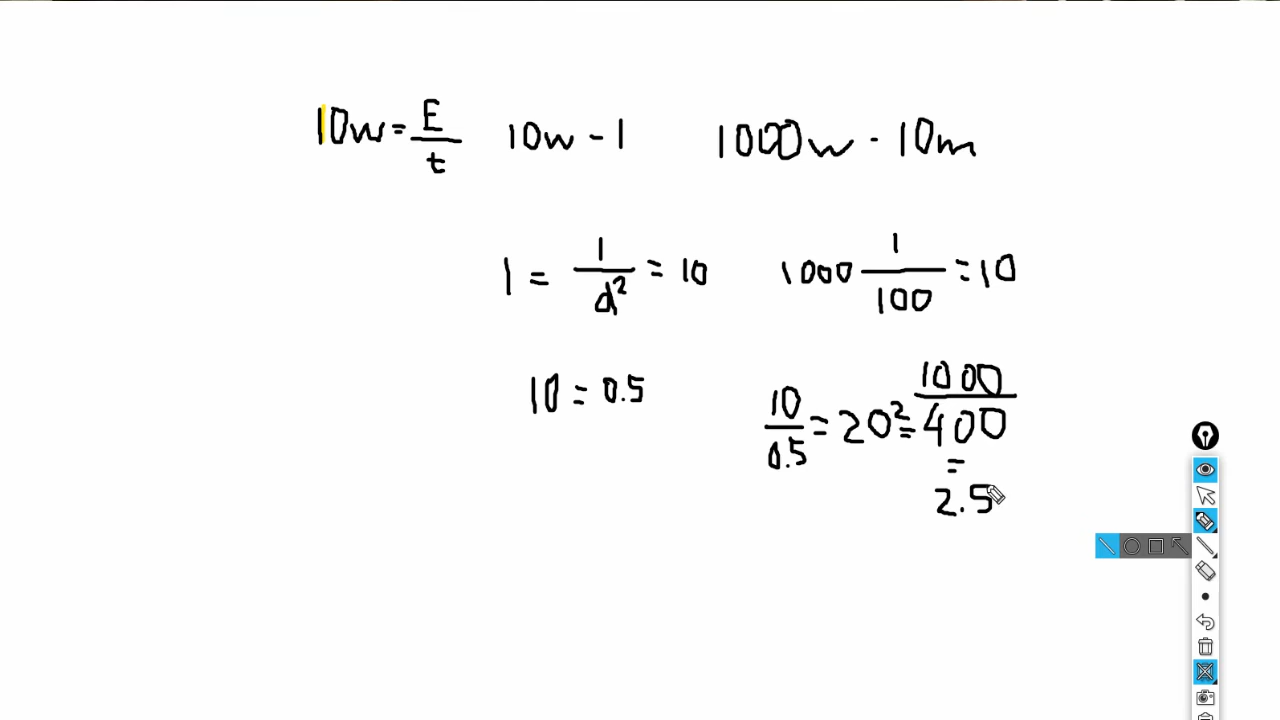 10w = E/t   10w - 1   1000w - 10m
1 = 1/d² = 10   1000 1/100 = 10
10 = 0.5   10/0.5 = 20² = 1000/400
=
2.5